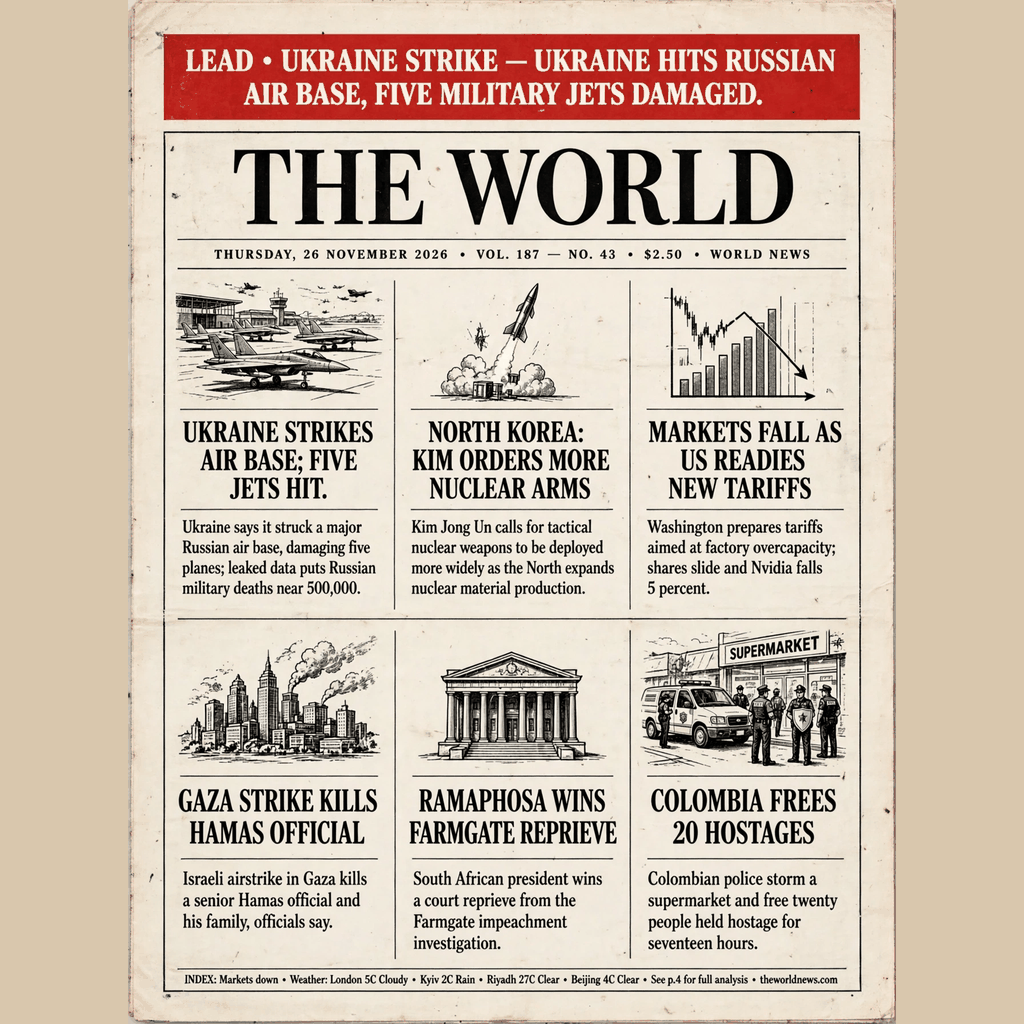 LEAD • UKRAINE STRIKE — UKRAINE HITS RUSSIAN
AIR BASE, FIVE MILITARY JETS DAMAGED.
THE WORLD
THURSDAY, 26 NOVEMBER 2026 • VOL. 187 — NO. 43 • $2.50 • WORLD NEWS
UKRAINE STRIKES
AIR BASE; FIVE
JETS HIT.
Ukraine says it struck a major
Russian air base, damaging five
planes; leaked data puts Russian
military deaths near 500,000.
NORTH KOREA:
KIM ORDERS MORE
NUCLEAR ARMS
Kim Jong Un calls for tactical
nuclear weapons to be deployed
more widely as the North expands
nuclear material production.
MARKETS FALL AS
US READIES
NEW TARIFFS
Washington prepares tariffs
aimed at factory overcapacity;
shares slide and Nvidia falls
5 percent.
GAZA STRIKE KILLS
HAMAS OFFICIAL
Israeli airstrike in Gaza kills
a senior Hamas official and
his family, officials say.
RAMAPHOSA WINS
FARMGATE REPRIEVE
South African president wins
a court reprieve from the
Farmgate impeachment
investigation.
SUPERMARKET
COLOMBIA FREES
20 HOSTAGES
Colombian police storm a
supermarket and free twenty
people held hostage for
seventeen hours.
INDEX: Markets down • Weather: London 5C Cloudy • Kyiv 2C Rain • Riyadh 27C Clear • Beijing 4C Clear • See p.4 for full analysis • theworldnews.com